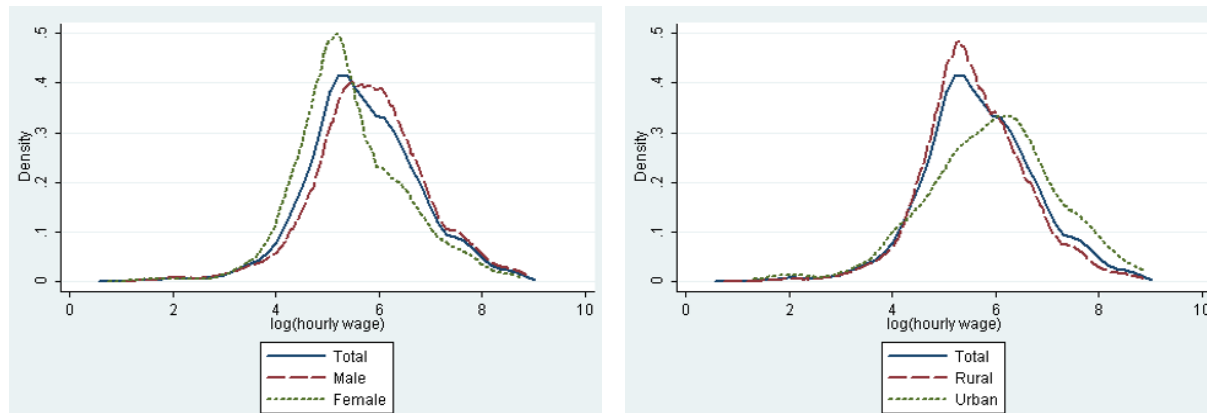 .5
.4
.3
.2
.1
0
Density
0 2 4 6 8 10
log(hourly wage)
Total
Male
Female
.5
.4
.3
.2
.1
0
Density
0 2 4 6 8 10
log(hourly wage)
Total
Rural
Urban